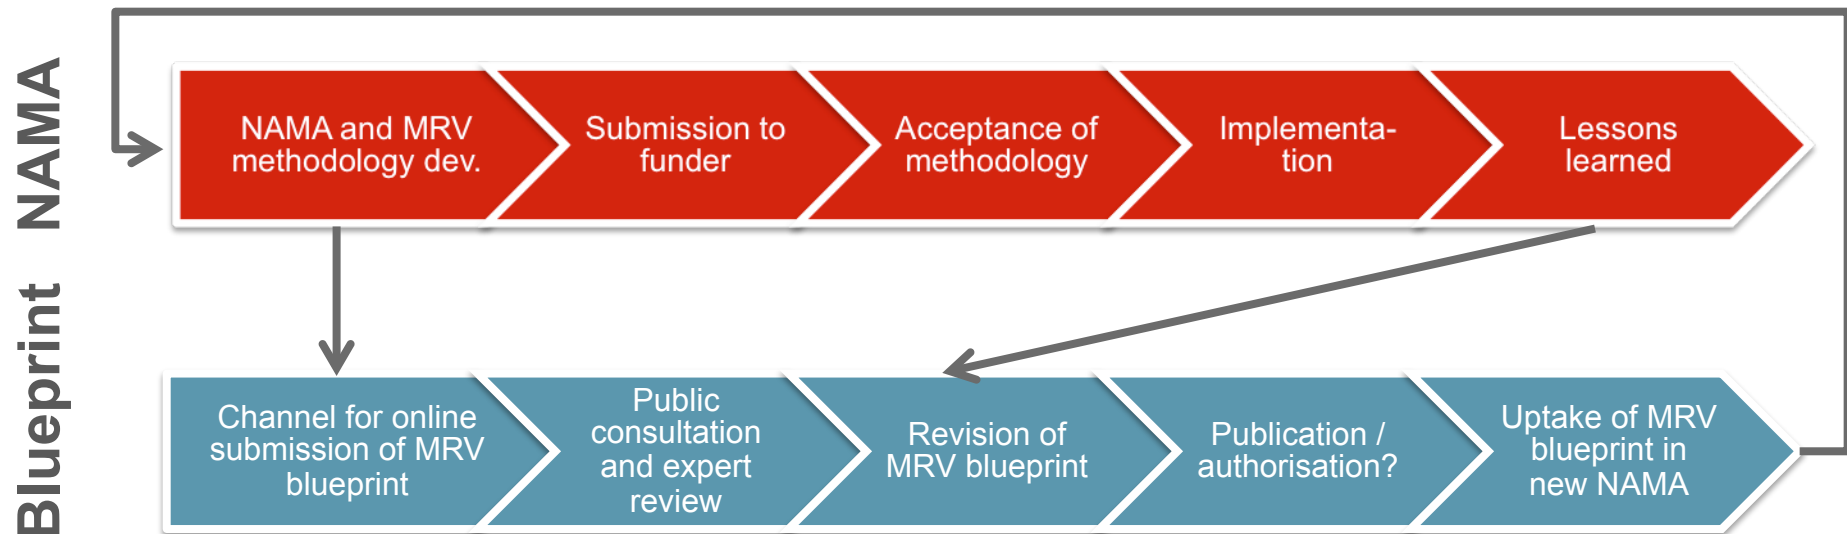 NAMA
NAMA and MRV
methodology dev.
Submission to
funder
Acceptance of
methodology
Implementa-
tion
Lessons
learned
Blueprint
Channel for online
submission of MRV
blueprint
Public
consultation
and expert
review
Revision of
MRV blueprint
Publication /
authorisation?
Uptake of MRV
blueprint in
new NAMA